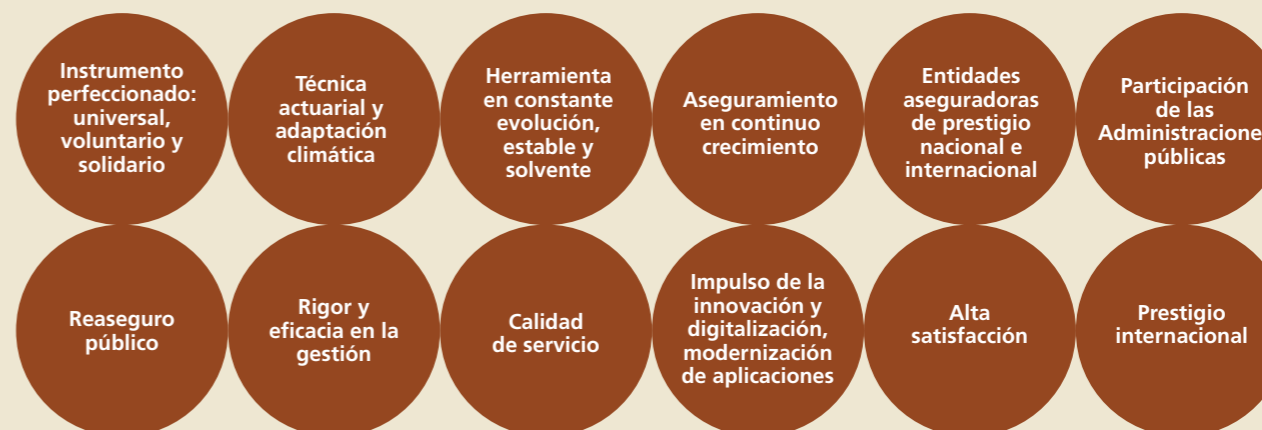 Instrumento
perfeccionado:
universal,
voluntario y
solidario
Técnica
actuarial y
adaptación
climática
Herramienta
en constante
evolución,
estable y
solvente
Aseguramiento
en continuo
crecimiento
Entidades
aseguradoras
de prestigio
nacional e
internacional
Participación
de las
Administracione
públicas
Reaseguro
público
Rigor y
eficacia en la
gestión
Calidad
de servicio
Impulso de la
innovación y
digitalización,
modernización
de aplicaciones
Alta
satisfacción
Prestigio
internacional